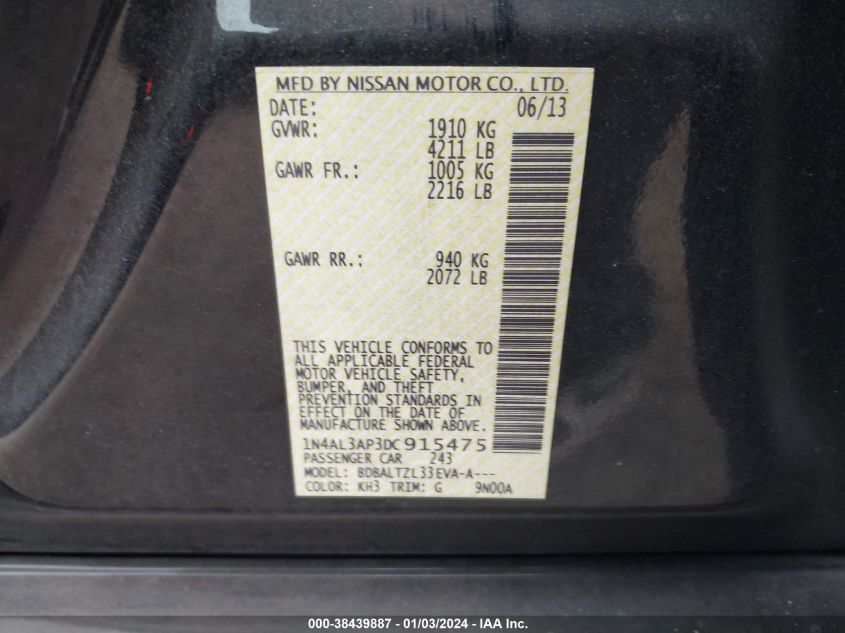 MFD BY NISSAN MOTOR CO., LTD.
DATE: 06/13
GVWR: 1910 KG
4211 LB
GAWR FR.: 1005 KG
2216 LB
GAWR RR.: 940 KG
2072 LB
THIS VEHICLE CONFORMS TO
ALL APPLICABLE FEDERAL
MOTOR VEHICLE SAFETY,
BUMPER, AND THEFT
PREVENTION STANDARDS IN
EFFECT ON THE DATE OF
MANUFACTURE SHOWN ABOVE.
1N4AL3AP3DC915475
PASSENGER CAR 243
MODEL: BDBALTZL33EVA-A---
COLOR: KH3 TRIM: G 9N00A
000-38439887 - 01/03/2024 - IAA Inc.